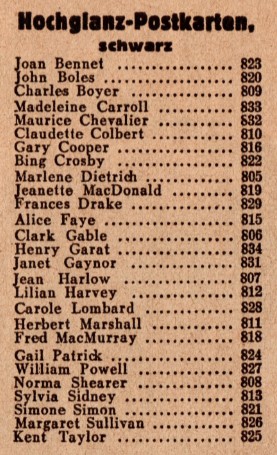 Hochglanz-Postkarten,
schwarz
Joan Bennet ................ 823
John Boles ................ 820
Charles Boyer ................ 809
Madeleine Carroll ................ 833
Maurice Chevalier ................ 832
Claudette Colbert ................ 810
Gary Cooper ................ 816
Bing Crosby ................ 822
Marlene Dietrich ................ 805
Jeanette MacDonald ................ 819
Frances Drake ................ 829
Alice Faye ................ 815
Clark Gable ................ 806
Henry Garat ................ 834
Janet Gaynor ................ 831
Jean Harlow ................ 807
Lilian Harvey ................ 812
Carole Lombard ................ 828
Herbert Marshall ................ 811
Fred MacMurray ................ 818
Gail Patrick ................ 824
William Powell ................ 827
Norma Shearer ................ 808
Sylvia Sidney ................ 813
Simone Simon ................ 821
Margaret Sullivan ................ 826
Kent Taylor ................ 825